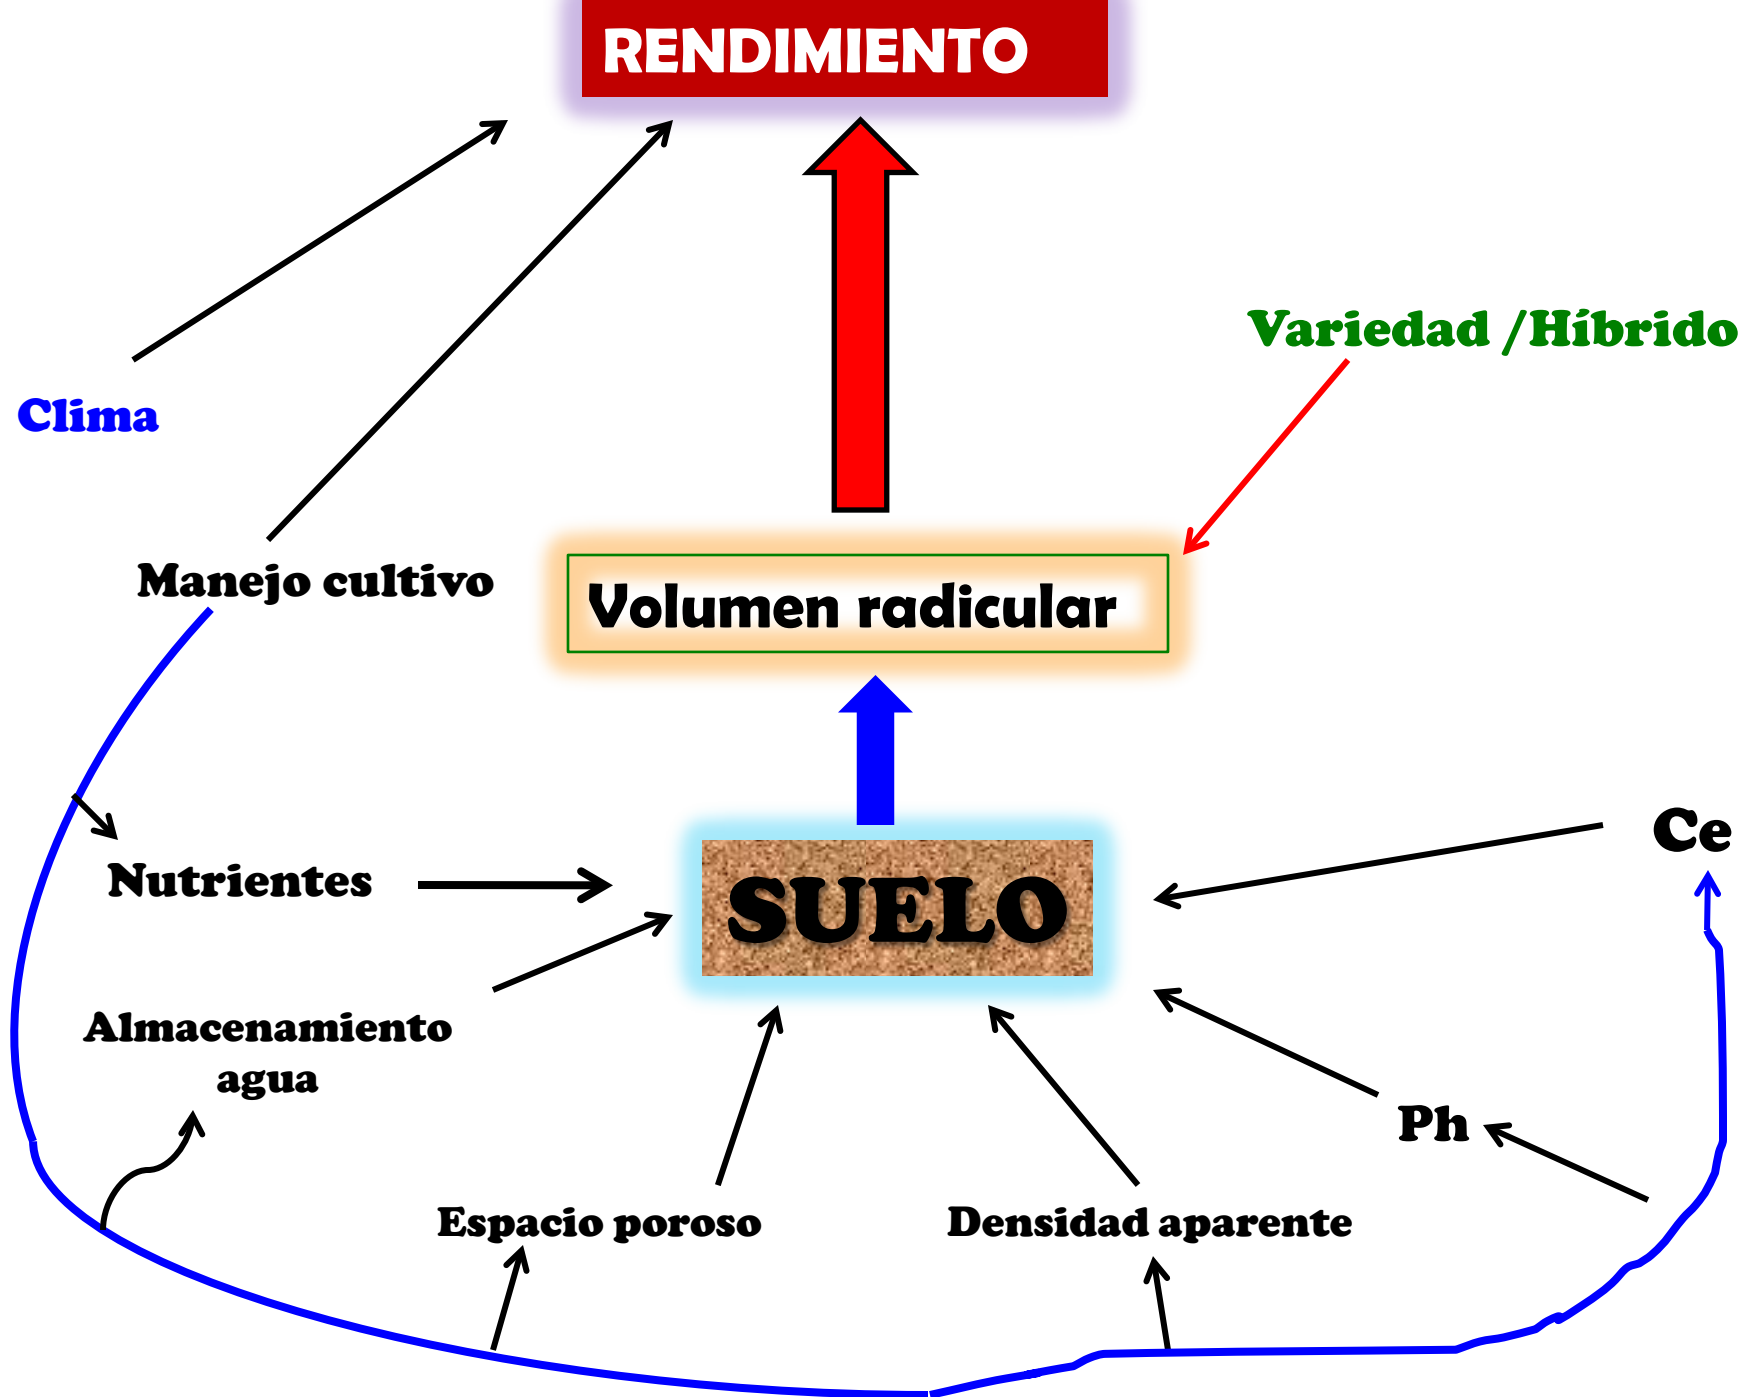 RENDIMIENTO
Variedad /Híbrido
Clima
Manejo cultivo
Volumen radicular
Ce
Nutrientes
SUELO
Almacenamiento
agua
Ph
Espacio poroso
Densidad aparente